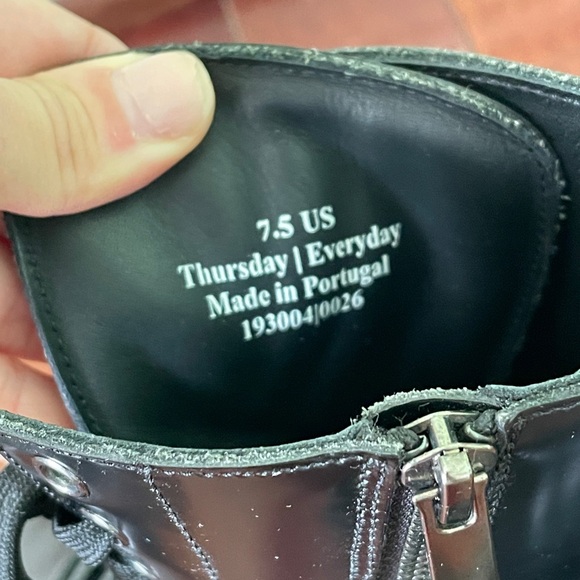 7.5 US
Thursday | Everyday
Made in Portugal
193004|0026